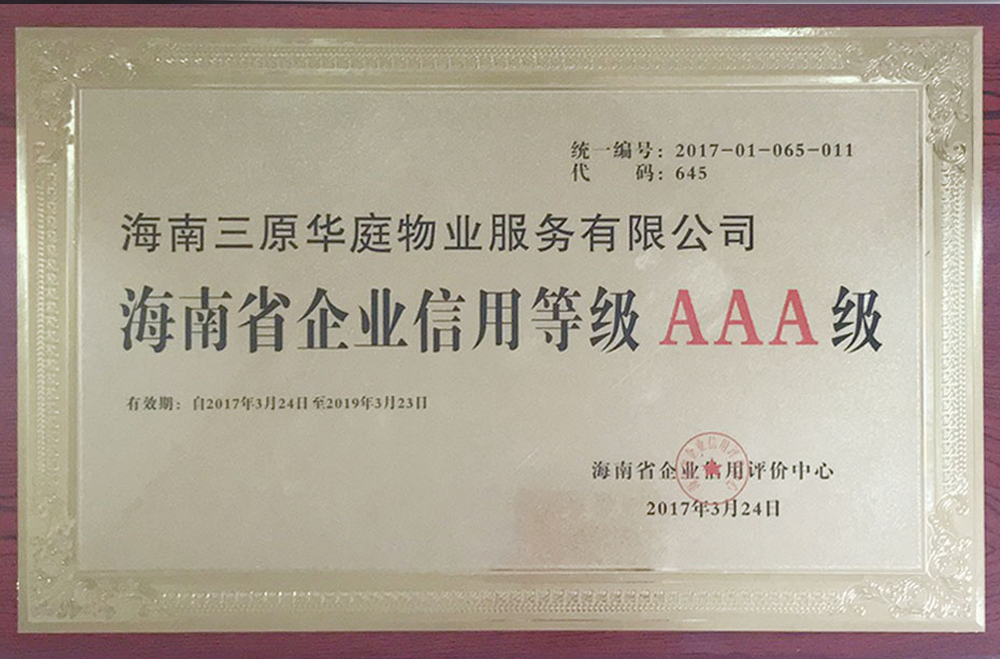 统一编号：2017-01-065-011
代　　码：645
海南三原华庭物业服务有限公司
海南省企业信用等级AAA级
有效期：自2017年3月24日至2019年3月23日
海南省企业信用评价中心
2017年3月24日